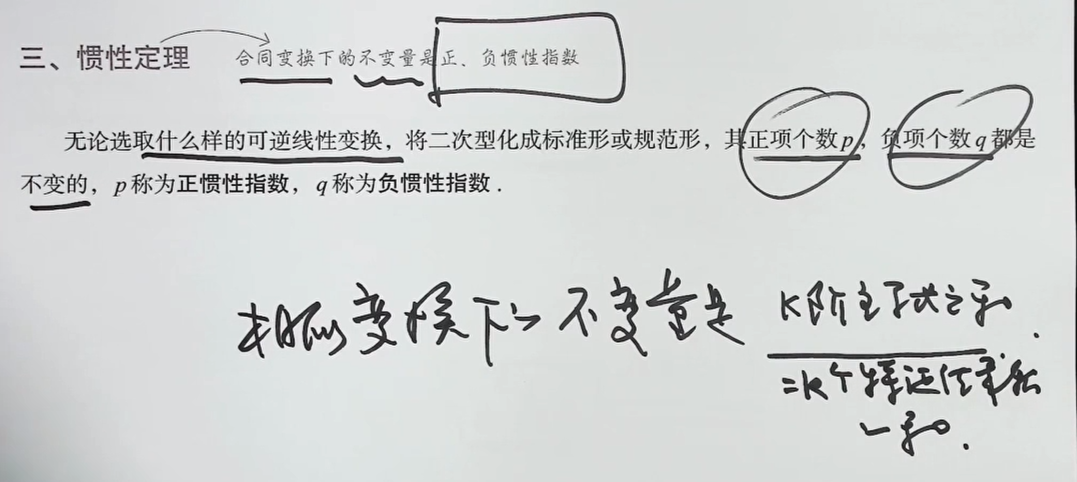 三、惯性定理 合同变换下的不变量是正、负惯性指数
无论选取什么样的可逆线性变换，将二次型化成标准形或规范形，其正项个数p，负项个数q都是
不变的，p称为正惯性指数，q称为负惯性指数．
相似变换下的不变量是 K阶主子式之和
=K个特征值乘积
之和．